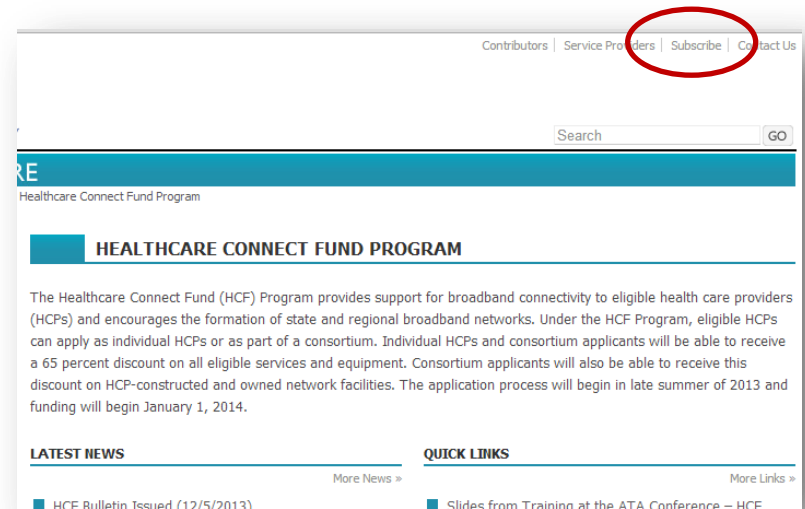 Contributors | Service Providers | Subscribe | Contact Us
Search GO
RE
Healthcare Connect Fund Program
HEALTHCARE CONNECT FUND PROGRAM
The Healthcare Connect Fund (HCF) Program provides support for broadband connectivity to eligible health care providers
(HCPs) and encourages the formation of state and regional broadband networks. Under the HCF Program, eligible HCPs
can apply as individual HCPs or as part of a consortium. Individual HCPs and consortium applicants will be able to receive
a 65 percent discount on all eligible services and equipment. Consortium applicants will also be able to receive this
discount on HCP-constructed and owned network facilities. The application process will begin in late summer of 2013 and
funding will begin January 1, 2014.
LATEST NEWS
More News »
HCF Bulletin Issued (12/5/2013)
QUICK LINKS
More Links »
Slides from Training at the ATA Conference – HCF